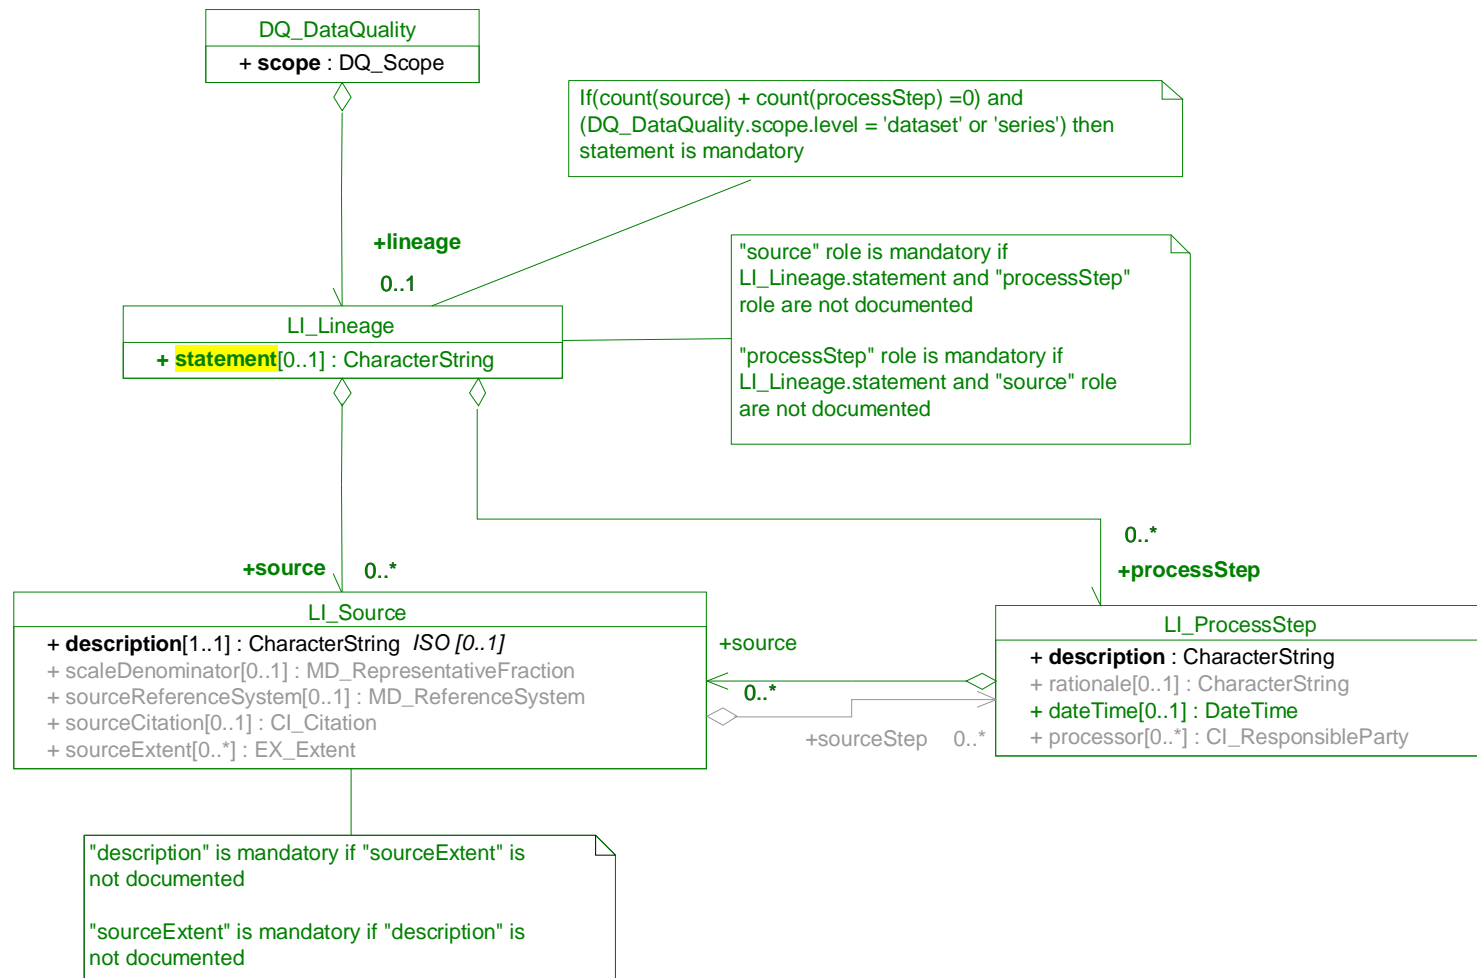 DQ_DataQuality
+ scope : DQ_Scope
If(count(source) + count(processStep) =0) and
(DQ_DataQuality.scope.level = 'dataset' or 'series') then
statement is mandatory
+lineage
0..1
"source" role is mandatory if
LI_Lineage.statement and "processStep"
role are not documented
"processStep" role is mandatory if
LI_Lineage.statement and "source" role
are not documented
LI_Lineage
+ statement[0..1] : CharacterString
+source
0..*
0..*
+processStep
LI_Source
+ description[1..1] : CharacterString ISO [0..1]
+ scaleDenominator[0..1] : MD_RepresentativeFraction
+ sourceReferenceSystem[0..1] : MD_ReferenceSystem
+ sourceCitation[0..1] : CI_Citation
+ sourceExtent[0..*] : EX_Extent
+source
0..*
+sourceStep 0..*
LI_ProcessStep
+ description : CharacterString
+ rationale[0..1] : CharacterString
+ dateTime[0..1] : DateTime
+ processor[0..*] : CI_ResponsibleParty
"description" is mandatory if "sourceExtent" is
not documented
"sourceExtent" is mandatory if "description" is
not documented